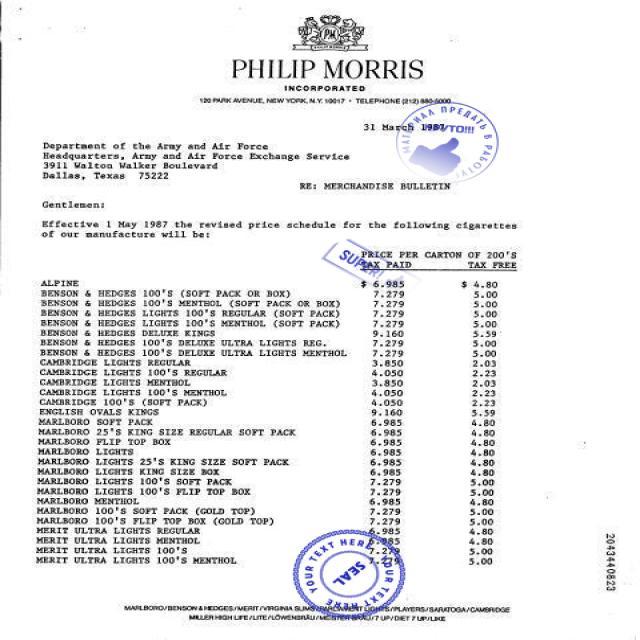 PM
PHILIP MORRIS
PHILIP MORRIS
INCORPORATED
120 PARK AVENUE, NEW YORK, N.Y. 10017 • TELEPHONE (212) 880-5000
31 March 1987
МАТЕРИАЛ ПРЕДАТЬ В РАБОТУ!
Department of the Army and Air Force
Headquarters, Army and Air Force Exchange Service
3911 Walton Walker Boulevard
Dallas, Texas 75222
RE: MERCHANDISE BULLETIN
Gentlemen:
Effective 1 May 1987 the revised price schedule for the following cigarettes
of our manufacture will be:
SUPER!
PRICE PER CARTON OF 200'S
TAX PAID TAX FREE
ALPINE $ 6.985 $ 4.80
BENSON & HEDGES 100'S (SOFT PACK OR BOX) 7.279 5.00
BENSON & HEDGES 100'S MENTHOL (SOFT PACK OR BOX) 7.279 5.00
BENSON & HEDGES LIGHTS 100'S REGULAR (SOFT PACK) 7.279 5.00
BENSON & HEDGES LIGHTS 100'S MENTHOL (SOFT PACK) 7.279 5.00
BENSON & HEDGES DELUXE KINGS 9.160 5.59
BENSON & HEDGES 100'S DELUXE ULTRA LIGHTS REG. 7.279 5.00
BENSON & HEDGES 100'S DELUXE ULTRA LIGHTS MENTHOL 7.279 5.00
CAMBRIDGE LIGHTS REGULAR 3.850 2.03
CAMBRIDGE LIGHTS 100'S REGULAR 4.050 2.23
CAMBRIDGE LIGHTS MENTHOL 3.850 2.03
CAMBRIDGE LIGHTS 100'S MENTHOL 4.050 2.23
CAMBRIDGE 100'S (SOFT PACK) 4.050 2.23
ENGLISH OVALS KINGS 9.160 5.59
MARLBORO SOFT PACK 6.985 4.80
MARLBORO 25'S KING SIZE REGULAR SOFT PACK 6.985 4.80
MARLBORO FLIP TOP BOX 6.985 4.80
MARLBORO LIGHTS 6.985 4.80
MARLBORO LIGHTS 25'S KING SIZE SOFT PACK 6.985 4.80
MARLBORO LIGHTS KING SIZE BOX 6.985 4.80
MARLBORO LIGHTS 100'S SOFT PACK 7.279 5.00
MARLBORO LIGHTS 100'S FLIP TOP BOX 7.279 5.00
MARLBORO MENTHOL 6.985 4.80
MARLBORO 100'S SOFT PACK (GOLD TOP) 7.279 5.00
MARLBORO 100'S FLIP TOP BOX (GOLD TOP) 7.279 5.00
MERIT ULTRA LIGHTS REGULAR 6.985 4.80
MERIT ULTRA LIGHTS MENTHOL 6.985 4.80
MERIT ULTRA LIGHTS 100'S 7.279 5.00
MERIT ULTRA LIGHTS 100'S MENTHOL 7.279 5.00
YOUR TEXT HERE YOUR TEXT HERE
SEAL
2043440823
MARLBORO/BENSON & HEDGES/MERIT/VIRGINIA SLIMS/PARLIAMENT LIGHTS/PLAYERS/SARATOGA/CAMBRIDGE
MILLER HIGH LIFE/LITE/LÖWENBRÄU/MEISTER BRAU/7 UP/DIET 7 UP/LIKE